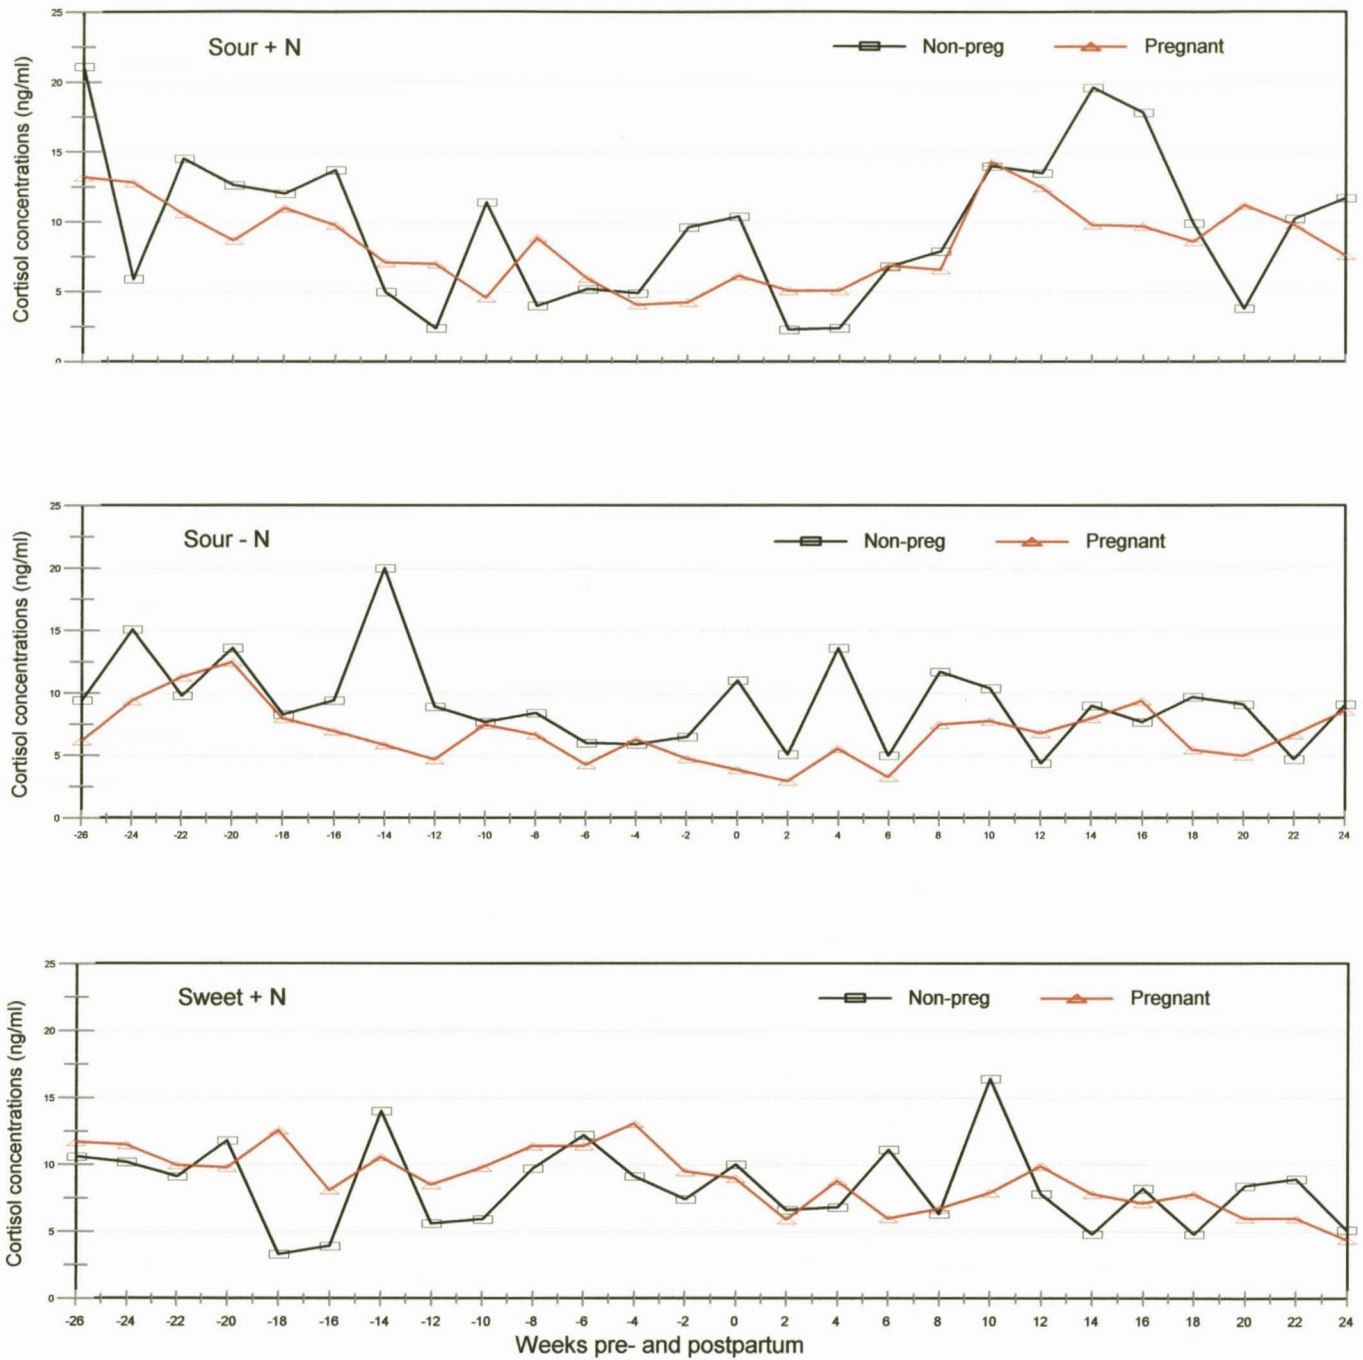 25
Sour + N
Non-preg
Pregnant
20
15
10
5
0
Cortisol concentrations (ng/ml)
25
Sour - N
Non-preg
Pregnant
20
15
10
5
0
Cortisol concentrations (ng/ml)
-26 -24 -22 -20 -18 -16 -14 -12 -10 -8 -6 -4 -2 0 2 4 6 8 10 12 14 16 18 20 22 24
25
Sweet + N
Non-preg
Pregnant
20
15
10
5
0
Cortisol concentrations (ng/ml)
-26 -24 -22 -20 -18 -16 -14 -12 -10 -8 -6 -4 -2 0 2 4 6 8 10 12 14 16 18 20 22 24
Weeks pre- and postpartum